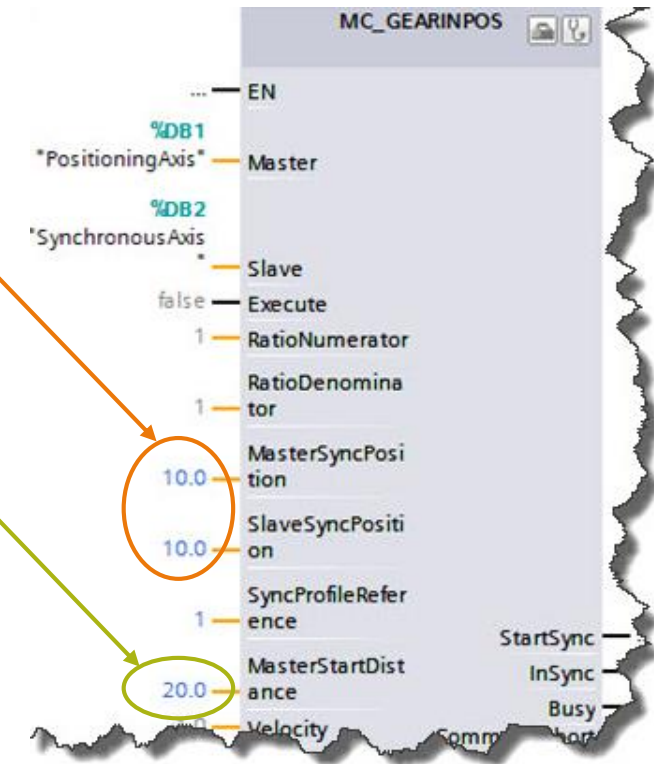 MC_GEARINPOS
... EN
%DB1
"PositioningAxis" Master
%DB2
"SynchronousAxis
" Slave
false Execute
1 RatioNumerator
RatioDenomina
1 tor
MasterSyncPosi
10.0 tion
SlaveSyncPositi
10.0 on
SyncProfileRefer
1 ence
StartSync
MasterStartDist
InSync
20.0 ance
Busy
Velocity